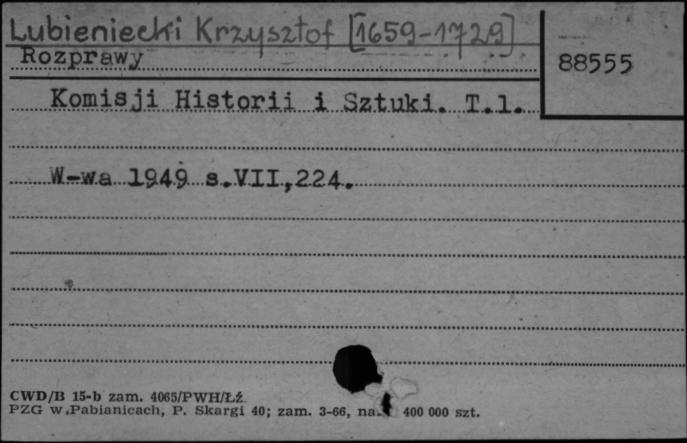 Lubieniecki Krzysztof [1659-1729]
Rozprawy
88555
Komisji Historii i Sztuki. T.1.
W-wa 1949 s.VII,224.
CWD/B 15-b zam. 4065/PWH/Łź
PZG w Pabianicach, P. Skargi 40; zam. 3-66, 400 000 szt.